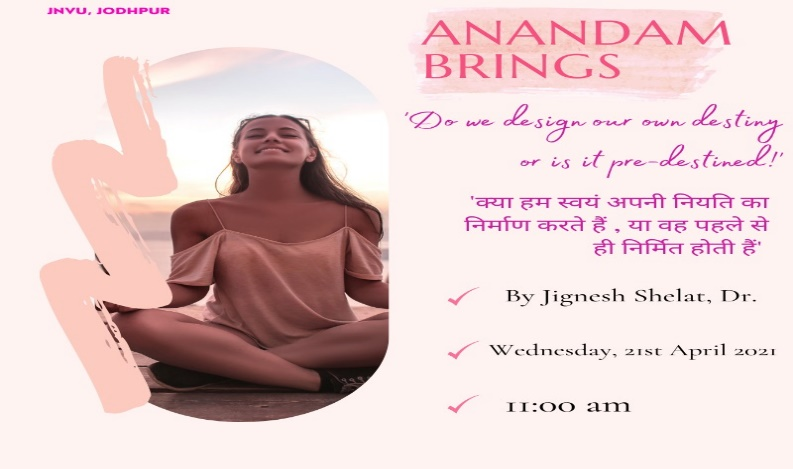 JNVU, JODHPUR
ANANDAM
BRINGS
'Do we design our own destiny
or is it pre-destined!'
'क्या हम स्वयं अपनी नियति का
निर्माण करते हैं , या वह पहले से
ही निर्मित होती हैं'
By Jignesh Shelat, Dr.
Wednesday, 21st April 2021
11:00 am